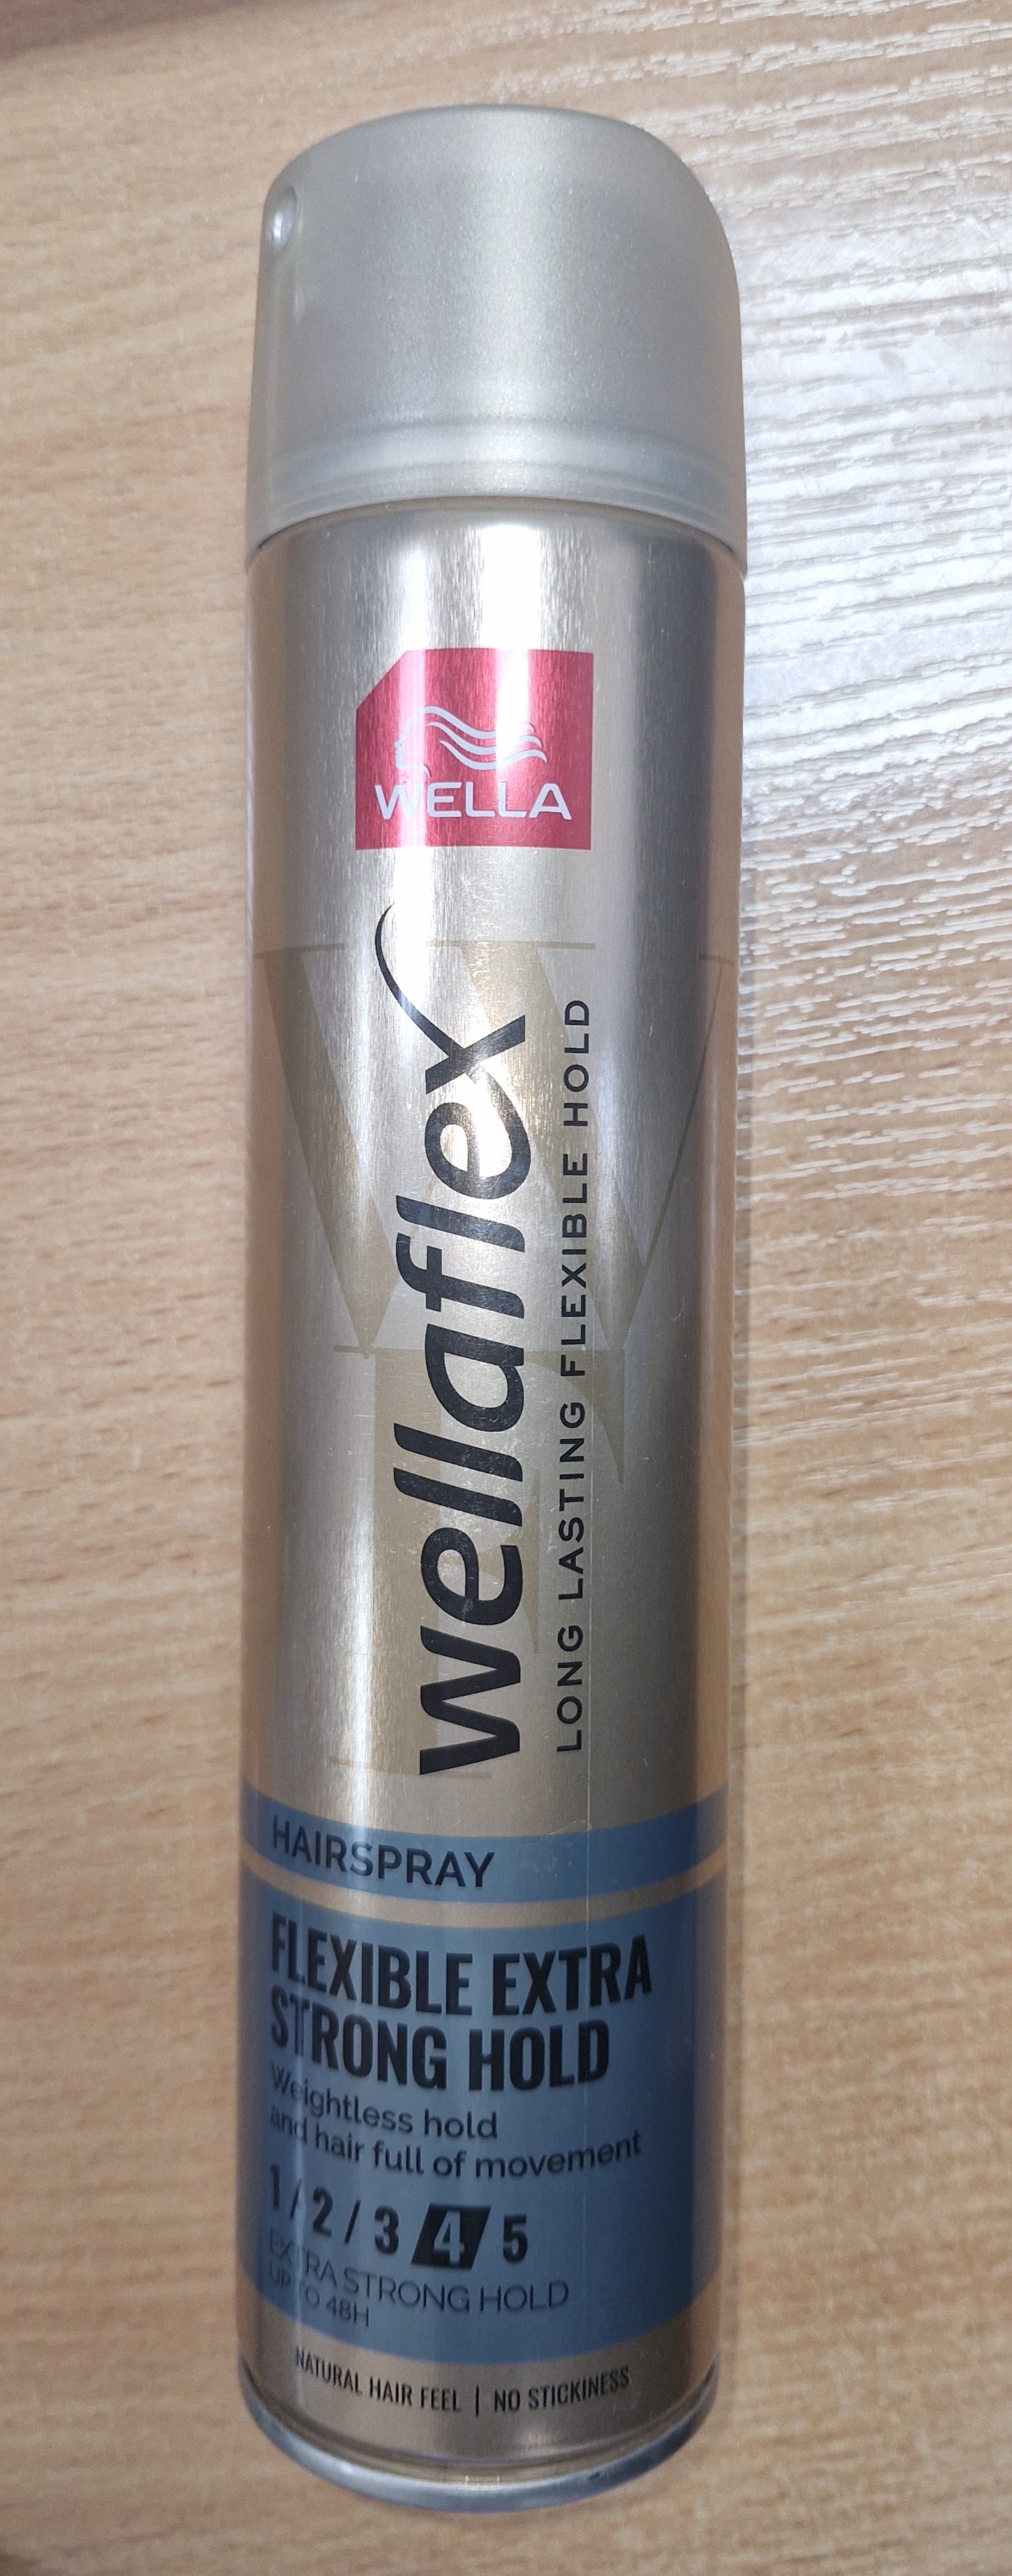 WELLA
wellaflex
LONG LASTING FLEXIBLE HOLD
HAIRSPRAY
FLEXIBLE EXTRA
STRONG HOLD
Weightless hold
and hair full of movement
1 / 2 / 3 4 5
EXTRA STRONG HOLD
UP TO 48H
NATURAL HAIR FEEL | NO STICKINESS